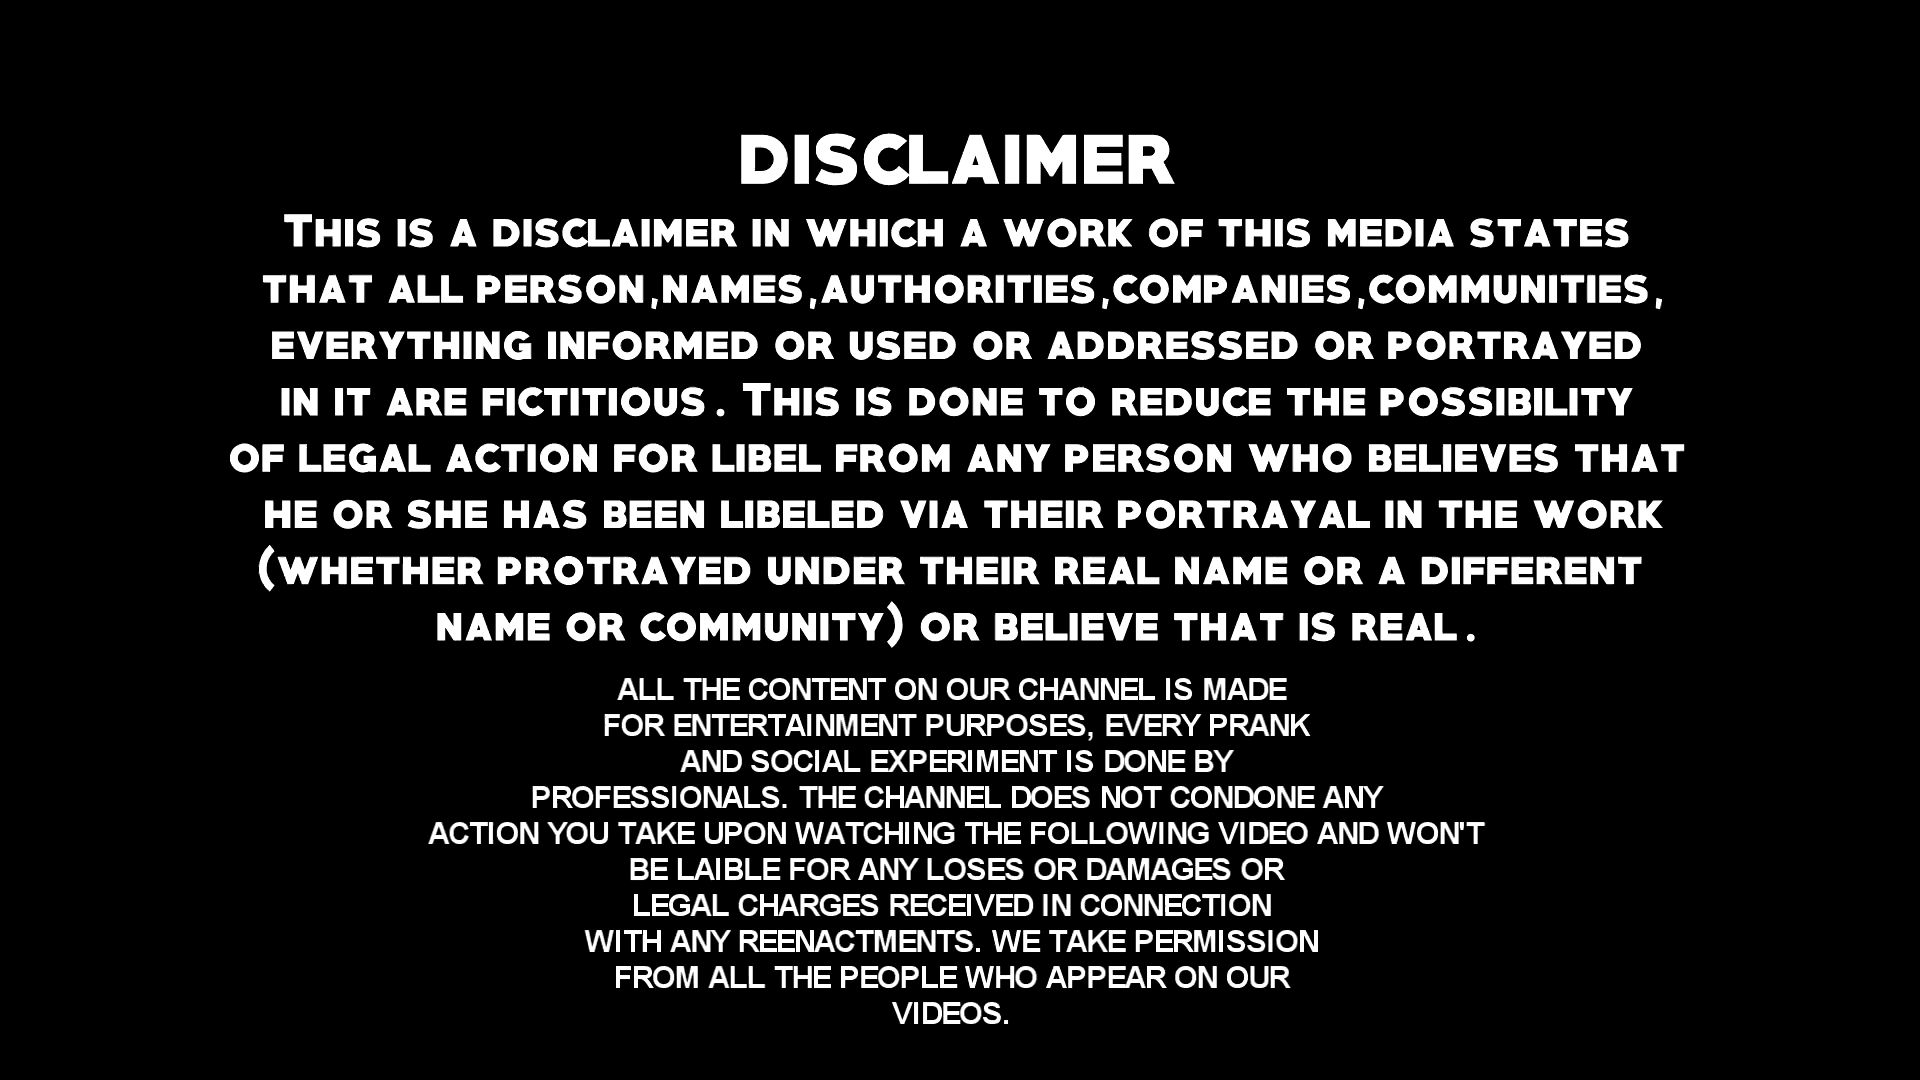 DISCLAIMER
THIS IS A DISCLAIMER IN WHICH A WORK OF THIS MEDIA STATES
THAT ALL PERSON,NAMES,AUTHORITIES,COMPANIES,COMMUNITIES,
EVERYTHING INFORMED OR USED OR ADDRESSED OR PORTRAYED
IN IT ARE FICTITIOUS. THIS IS DONE TO REDUCE THE POSSIBILITY
OF LEGAL ACTION FOR LIBEL FROM ANY PERSON WHO BELIEVES THAT
HE OR SHE HAS BEEN LIBELED VIA THEIR PORTRAYAL IN THE WORK
(WHETHER PROTRAYED UNDER THEIR REAL NAME OR A DIFFERENT
NAME OR COMMUNITY) OR BELIEVE THAT IS REAL.
ALL THE CONTENT ON OUR CHANNEL IS MADE
FOR ENTERTAINMENT PURPOSES, EVERY PRANK
AND SOCIAL EXPERIMENT IS DONE BY
PROFESSIONALS. THE CHANNEL DOES NOT CONDONE ANY
ACTION YOU TAKE UPON WATCHING THE FOLLOWING VIDEO AND WON'T
BE LAIBLE FOR ANY LOSES OR DAMAGES OR
LEGAL CHARGES RECEIVED IN CONNECTION
WITH ANY REENACTMENTS. WE TAKE PERMISSION
FROM ALL THE PEOPLE WHO APPEAR ON OUR
VIDEOS.